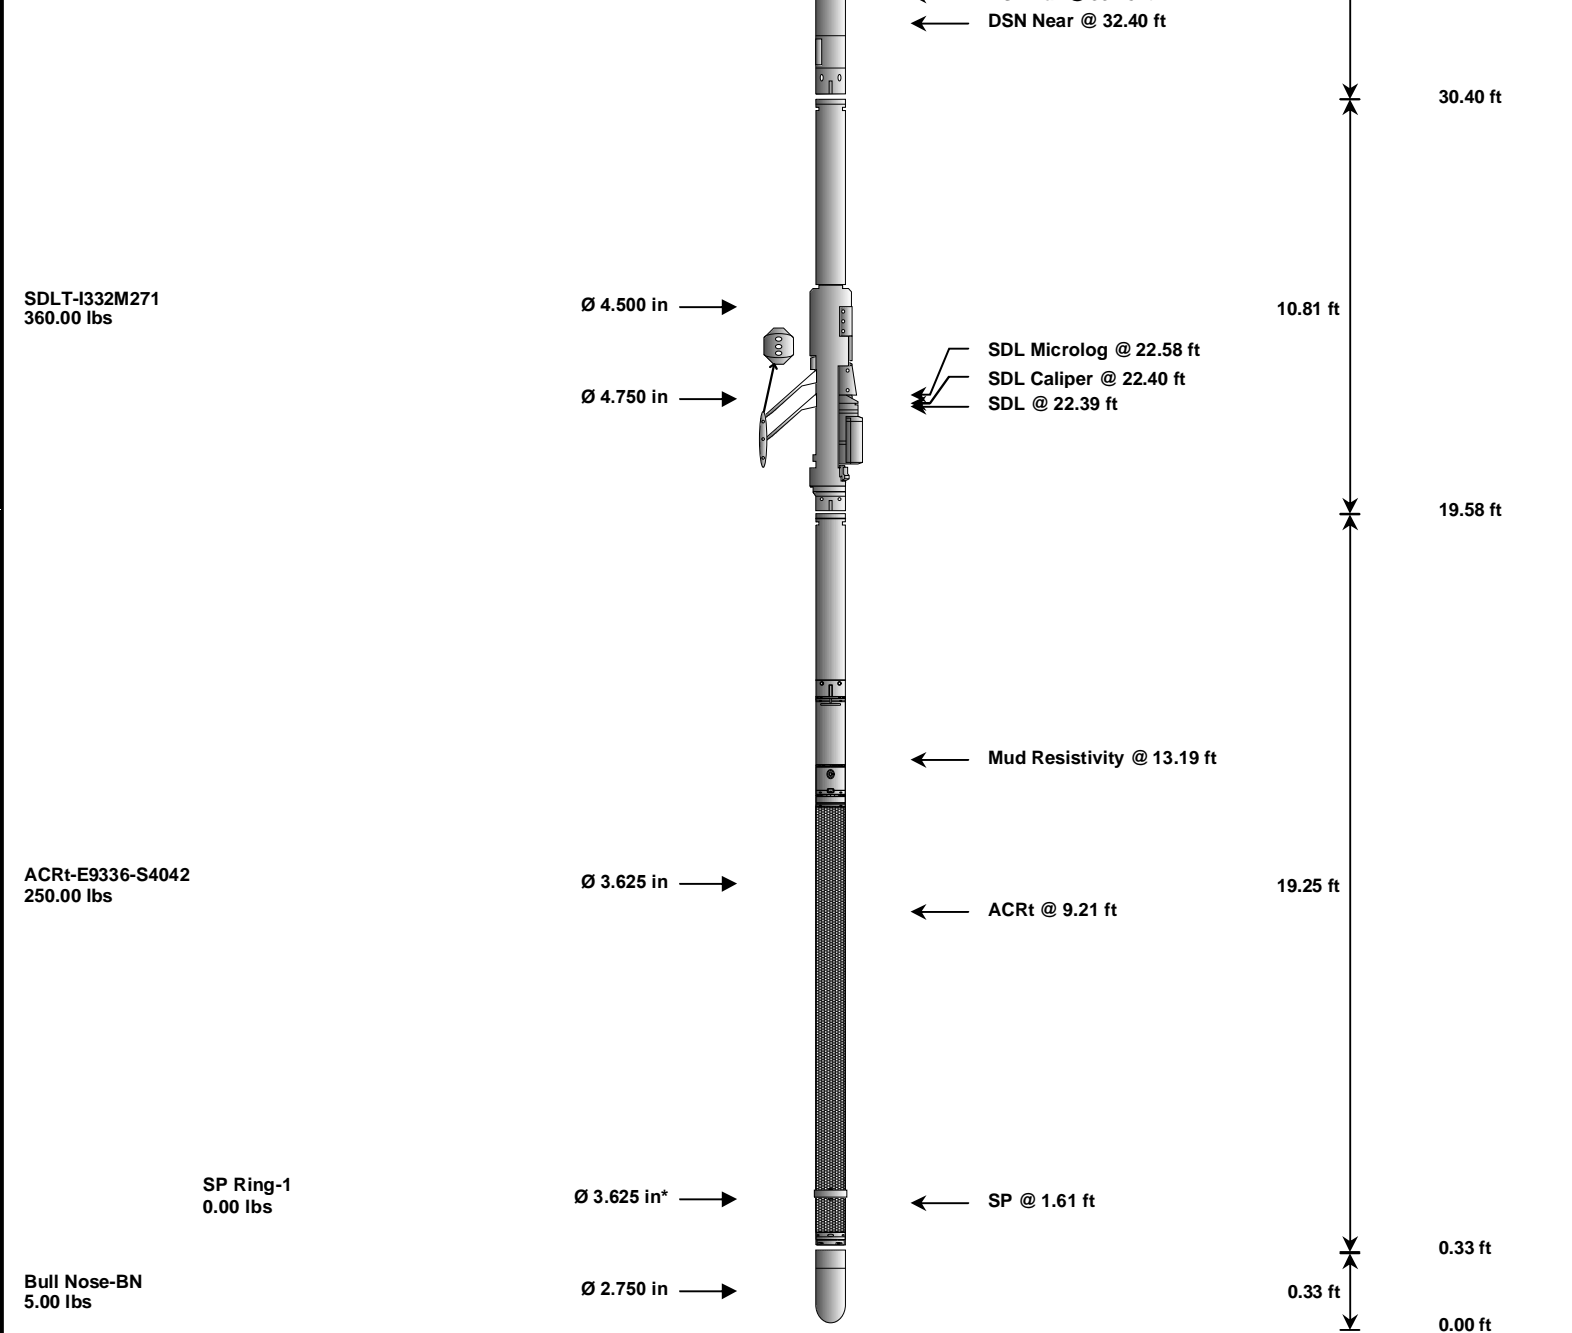 DSN Near @ 32.40 ft
30.40 ft
SDLT-I332M271
360.00 lbs
Ø 4.500 in
10.81 ft
SDL Microlog @ 22.58 ft
SDL Caliper @ 22.40 ft
Ø 4.750 in
SDL @ 22.39 ft
19.58 ft
Mud Resistivity @ 13.19 ft
ACRt-E9336-S4042
250.00 lbs
Ø 3.625 in
19.25 ft
ACRt @ 9.21 ft
SP Ring-1
0.00 lbs
Ø 3.625 in*
SP @ 1.61 ft
0.33 ft
Bull Nose-BN
5.00 lbs
Ø 2.750 in
0.33 ft
0.00 ft